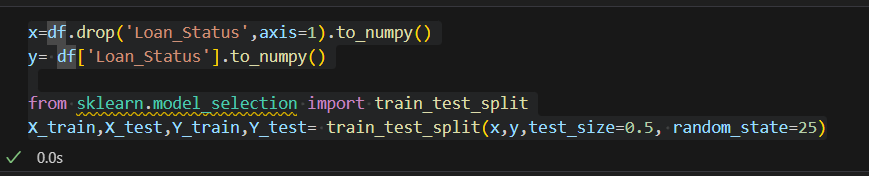 x=df.drop('Loan_Status',axis=1).to_numpy()
y= df['Loan_Status'].to_numpy()
from sklearn.model_selection import train_test_split
X_train,X_test,Y_train,Y_test= train_test_split(x,y,test_size=0.5, random_state=25)
0.0s